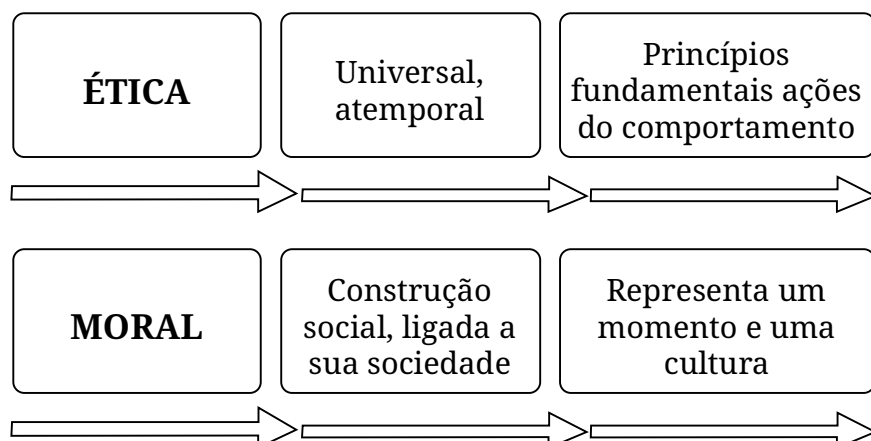 ÉTICA
Universal,
atemporal
Princípios
fundamentais ações
do comportamento
MORAL
Construção
social, ligada a
sua sociedade
Representa um
momento e uma
cultura